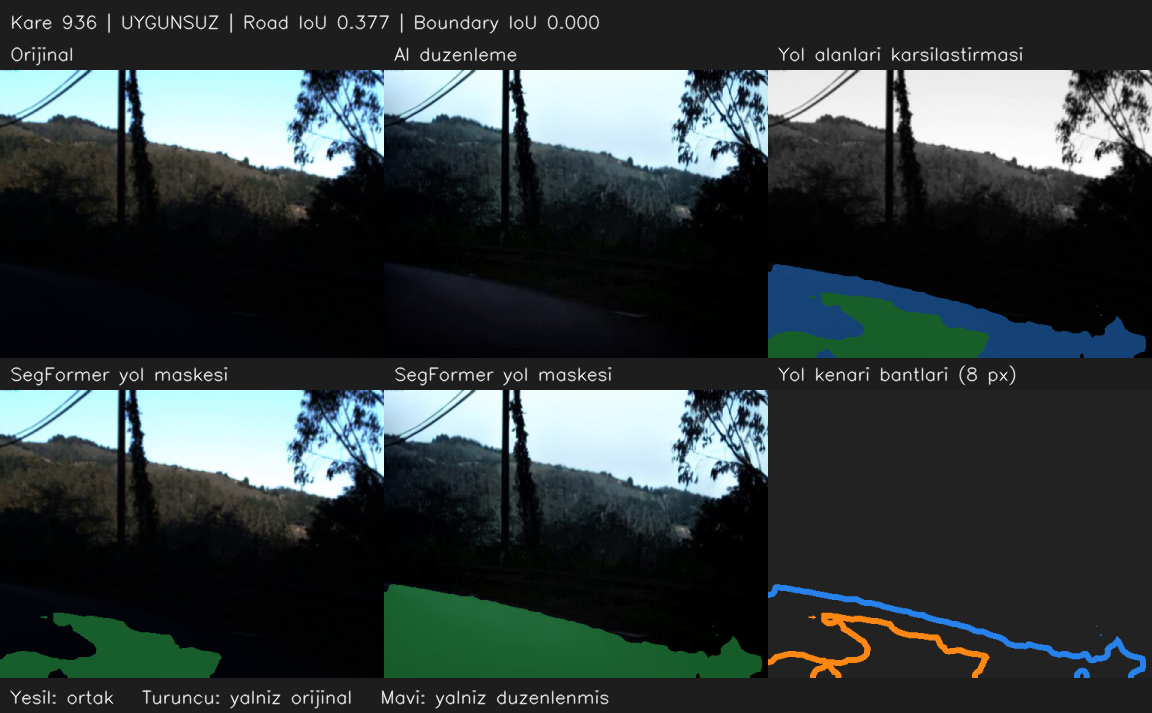 Kare 936 | UYGUNSUZ | Road IoU 0.377 | Boundary IoU 0.000
Orijinal
AI duzenleme
Yol alanlari karsilastirmasi
SegFormer yol maskesi
SegFormer yol maskesi
Yol kenari bantlari (8 px)
Yesil: ortak
Turuncu: yalniz orijinal
Mavi: yalniz duzenlenmis